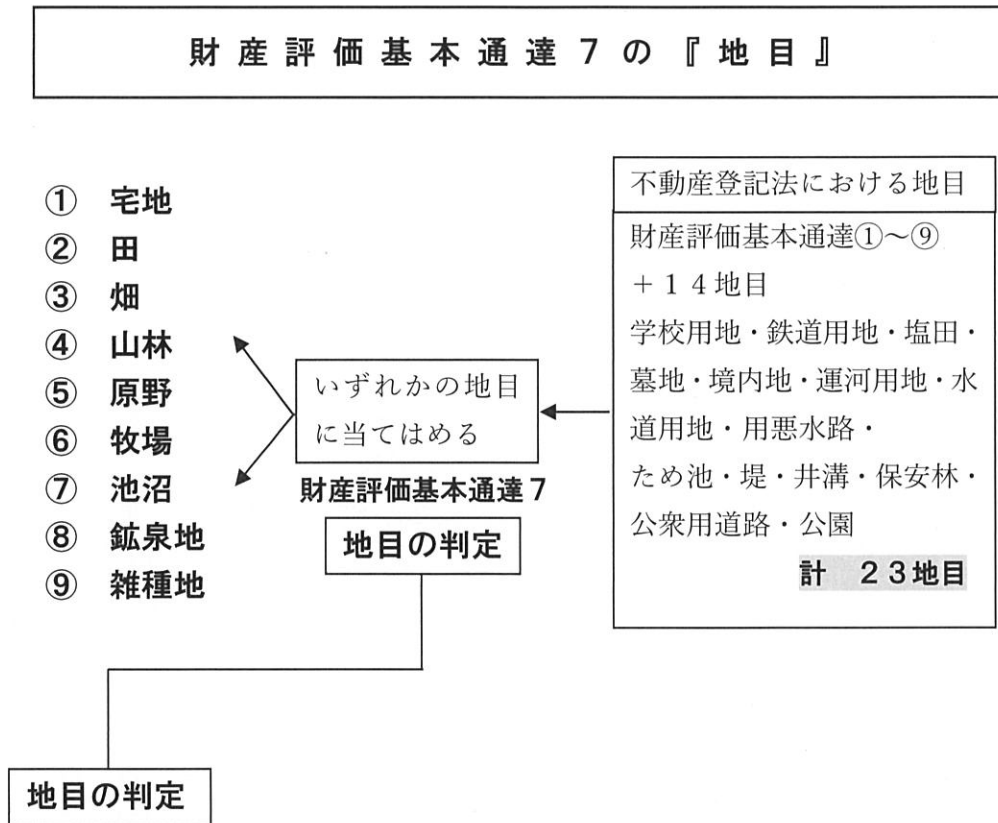 財産評価基本通達7の『地目』
① 宅地
② 田
③ 畑
④ 山林
⑤ 原野
⑥ 牧場
⑦ 池沼
⑧ 鉱泉地
⑨ 雑種地
いずれかの地目
に当てはめる
財産評価基本通達7
地目の判定
不動産登記法における地目
財産評価基本通達①～⑨
+14地目
学校用地・鉄道用地・塩田・
墓地・境内地・運河用地・水
道用地・用悪水路・
ため池・堤・井溝・保安林・
公衆用道路・公園
計 23地目
地目の判定